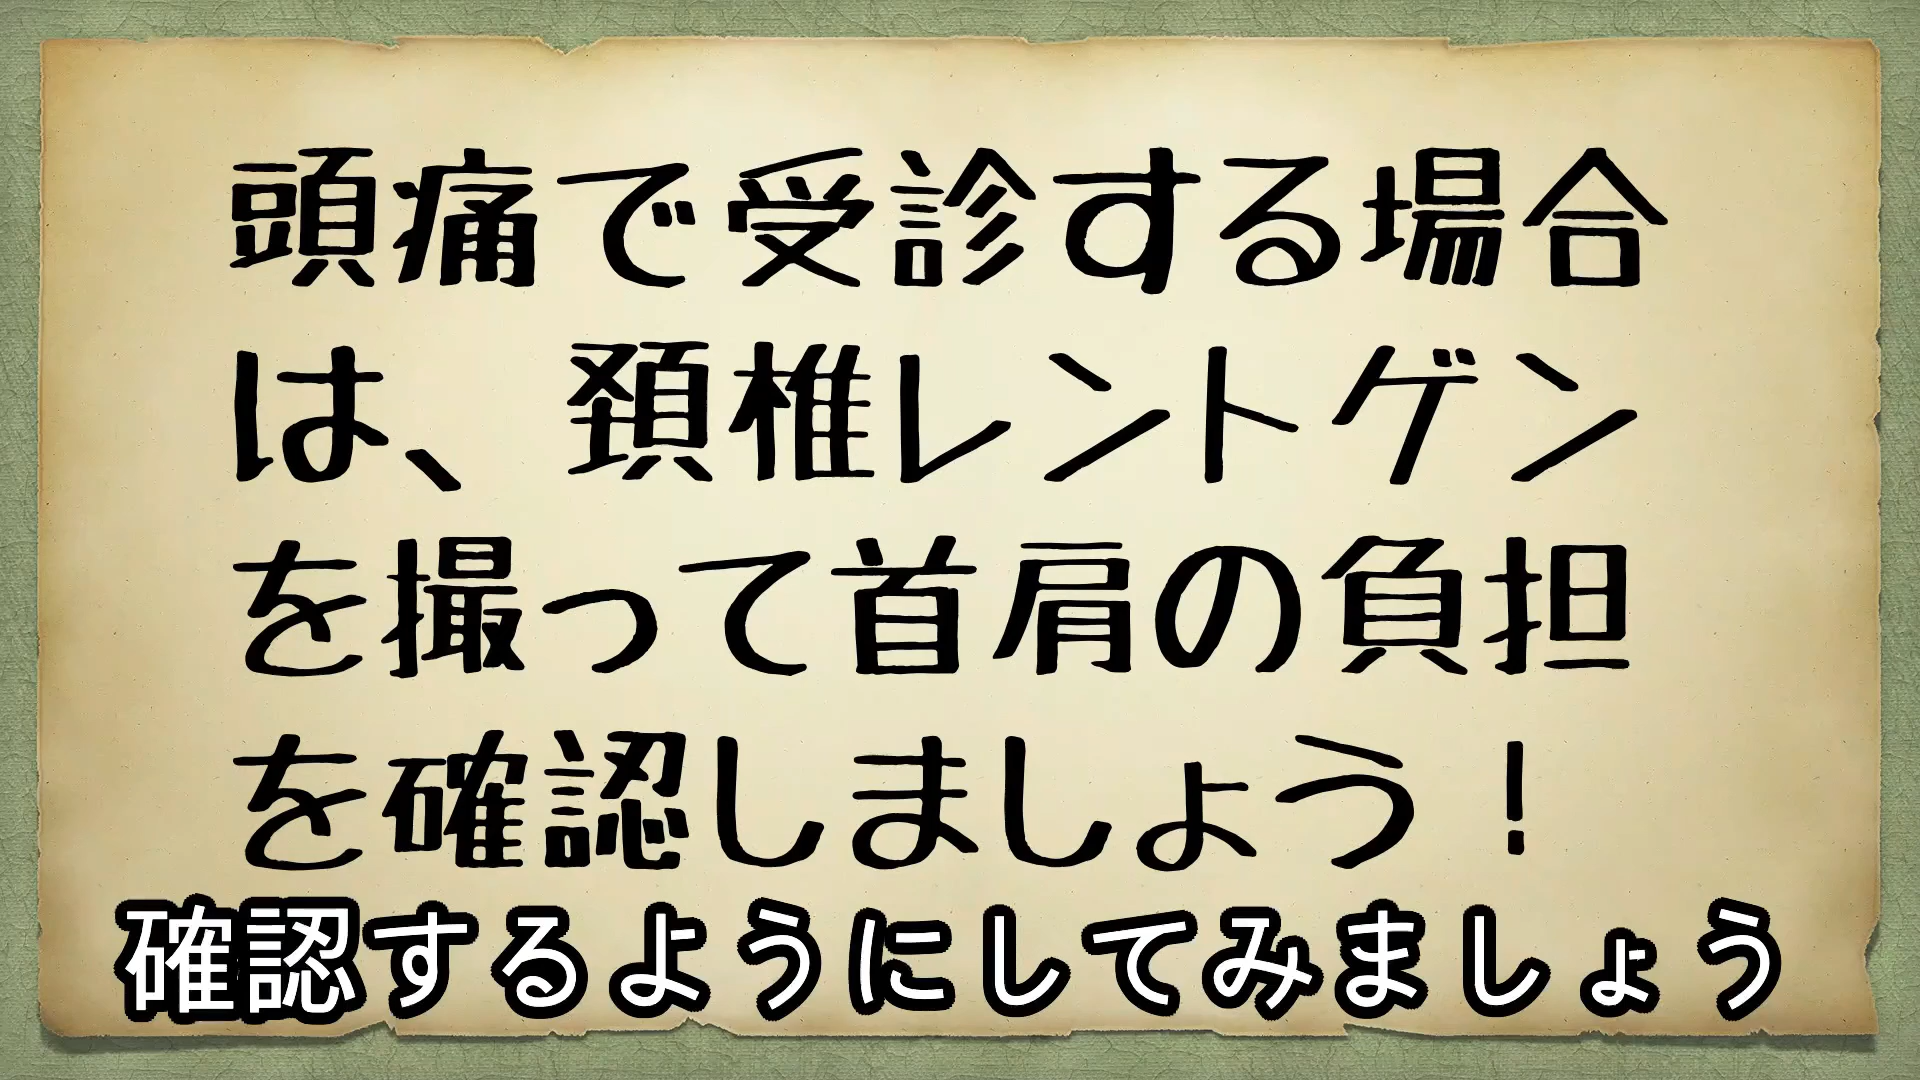 頭痛で受診する場合
は、頚椎レントゲン
を撮って首肩の負担
を確認しましょう！
確認するようにしてみましょう